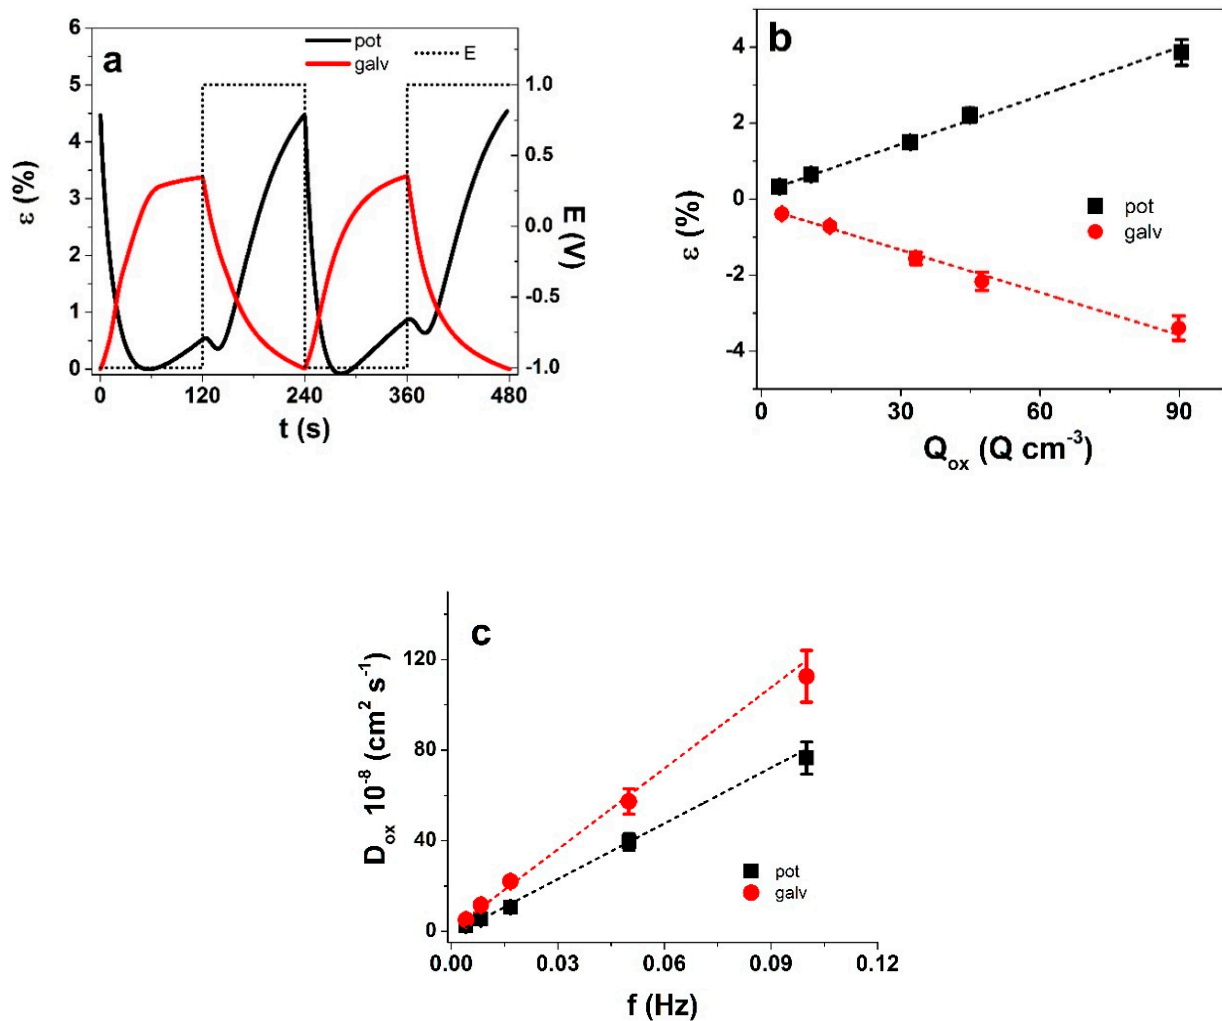 a
pot
galv
E
5
4
3
2
1
0
ε (%)
1.0
0.5
0.0
-0.5
-1.0
E (V)
0 120 240 360 480
t (s)
b
4
2
0
-2
-4
ε (%)
pot
galv
0 30 60 90
Q_ox (Q cm⁻³)
c
120
80
40
0
D_ox 10⁻⁸ (cm² s⁻¹)
pot
galv
0.00 0.03 0.06 0.09 0.12
f (Hz)